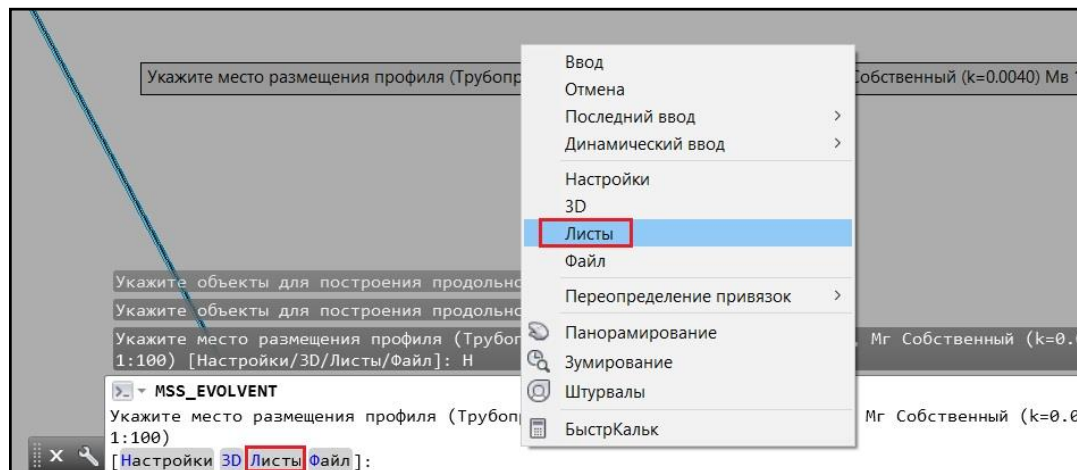 Укажите место размещения профиля (Трубопр
Собственный (k=0.0040) Мв
Ввод
Отмена
Последний ввод
Динамический ввод
Настройки
3D
Листы
Файл
Переопределение привязок
Панорамирование
Зумирование
Штурвалы
БыстрКальк
Укажите объекты для построения продольно
Укажите объекты для построения продольно
Укажите место размещения профиля (Трубоп
Мг Собственный (k=0.0
1:100) [Настройки/3D/Листы/Файл]: Н
MSS_EVOLVENT
Укажите место размещения профиля (Трубоп
Мг Собственный (k=0.0
1:100)
[Настройки 3D Листы Файл]: